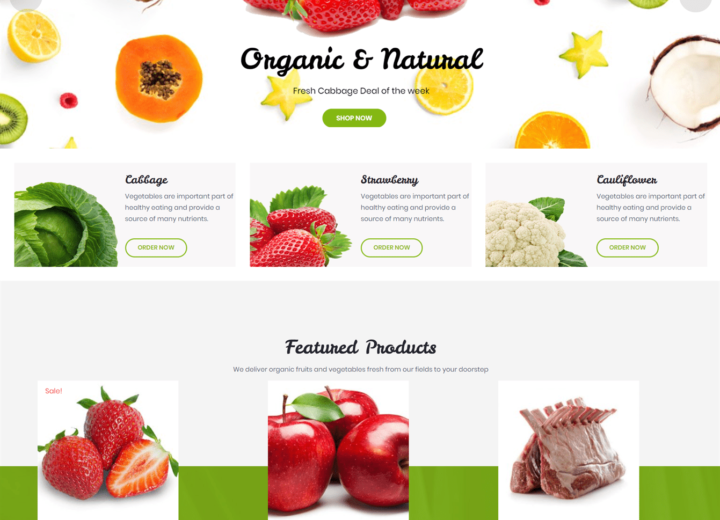 Organic & Natural
Fresh Cabbage Deal of the week
SHOP NOW
Cabbage
Vegetables are important part of
healthy eating and provide a
source of many nutrients.
ORDER NOW
Strawberry
Vegetables are important part of
healthy eating and provide a
source of many nutrients.
ORDER NOW
Cauliflower
Vegetables are important part of
healthy eating and provide a
source of many nutrients.
ORDER NOW
Featured Products
We deliver organic fruits and vegetables fresh from our fields to your doorstep
Sale!